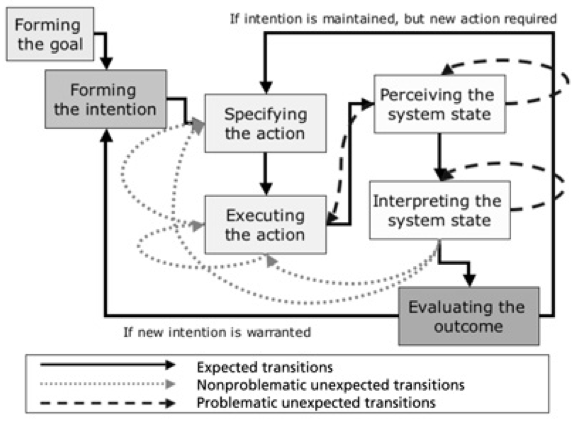 If intention is maintained, but new action required
Forming
the goal
Forming
the intention
Specifying
the action
Perceiving the
system state
Executing
the action
Interpreting the
system state
Evaluating the
outcome
If new intention is warranted
Expected transitions
Nonproblematic unexpected transitions
Problematic unexpected transitions